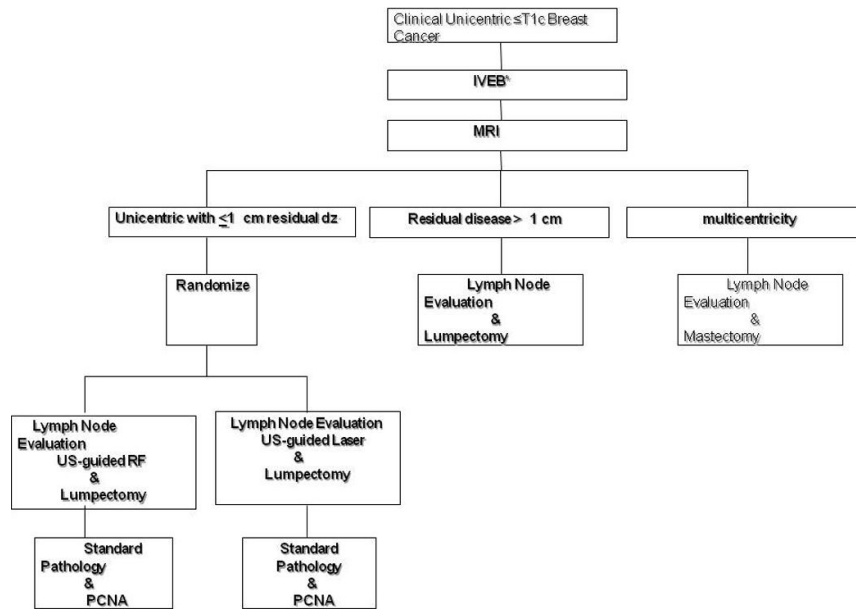 Clinical Unicentric ≤T1c Breast
Cancer
IVEB*
MRI
Unicentric with ≤1 cm residual dz
Residual disease > 1 cm
multicentricity
Randomize
Lymph Node
Evaluation
&
Lumpectomy
Lymph Node
Evaluation
&
Mastectomy
Lymph Node
Evaluation
US-guided RF
&
Lumpectomy
Lymph Node Evaluation
US-guided Laser
&
Lumpectomy
Standard
Pathology
&
PCNA
Standard
Pathology
&
PCNA